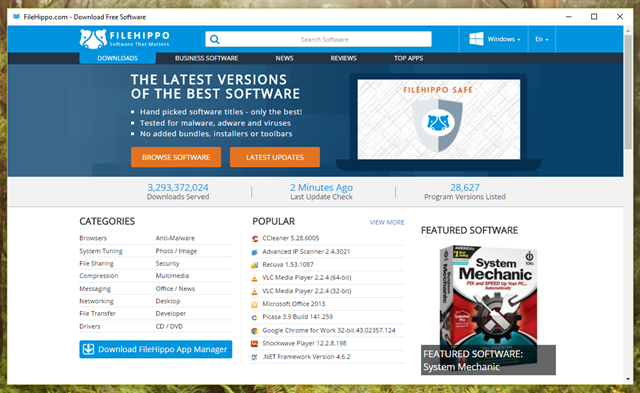 FileHippo.com - Download Free Software
FILEHIPPO
Software That Matters
Search Software
Windows
En
DOWNLOADS
BUSINESS SOFTWARE
NEWS
REVIEWS
TOP APPS
THE LATEST VERSIONS
OF THE BEST SOFTWARE
Hand picked software titles - only the best!
Tested for malware, adware and viruses
No added bundles, installers or toolbars
BROWSE SOFTWARE
LATEST UPDATES
FILEHIPPO SAFE
3,293,372,024
Downloads Served
2 Minutes Ago
Last Update Check
28,627
Program Versions Listed
CATEGORIES
Browsers
Anti-Malware
System Tuning
Photo / Image
File Sharing
Security
Compression
Multimedia
Messaging
Office / News
Networking
Desktop
File Transfer
Developer
Drivers
CD / DVD
Download FileHippo App Manager
POPULAR
VIEW MORE
CCleaner 5.28.6005
Advanced IP Scanner 2.4.3021
Recuva 1.53.1087
VLC Media Player 2.2.4 (64-bit)
VLC Media Player 2.2.4 (32-bit)
Microsoft Office 2013
Picasa 3.9 Build 141.259
Google Chrome for Work 32-bit 43.02357.124
Shockwave Player 12.2.8.198
.NET Framework Version 4.6.2
FEATURED SOFTWARE
AMERICA'S
#1 Best
System
Mechanic
FIX and SPEED Up Your PC...
Automatically
FEATURED SOFTWARE:
System Mechanic